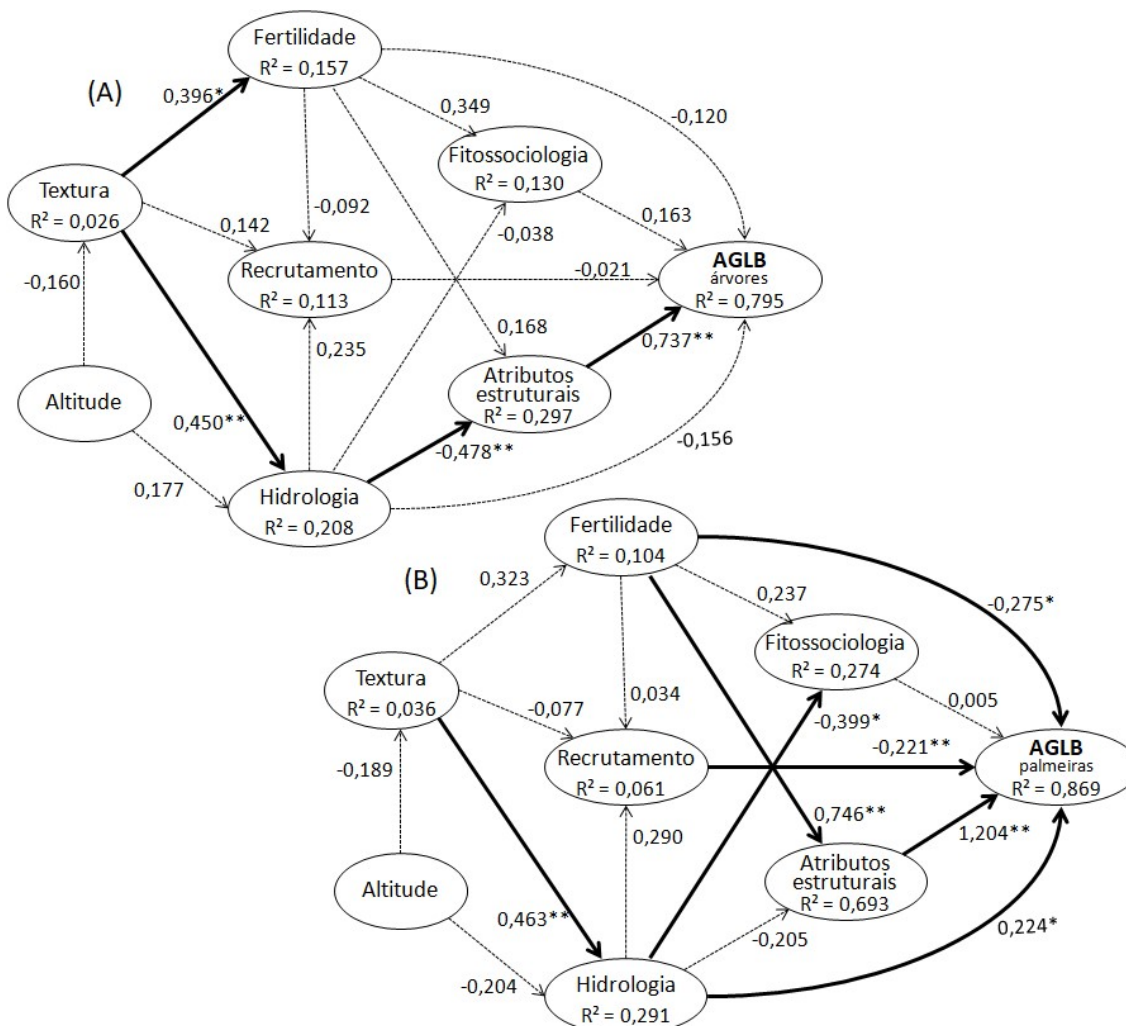 (A)
Fertilidade
R² = 0,157
0,396*
0,349
-0,120
Fitossociologia
R² = 0,130
Textura
R² = 0,026
-0,092
0,142
-0,038
0,163
Recrutamento
R² = 0,113
-0,021
AGLB
árvores
R² = 0,795
-0,160
0,235
0,168
0,737**
Atributos
estruturais
R² = 0,297
Altitude
0,450**
-0,478**
-0,156
0,177
Hidrologia
R² = 0,208
(B)
Fertilidade
R² = 0,104
0,323
0,237
-0,275*
Fitossociologia
R² = 0,274
Textura
R² = 0,036
0,034
-0,077
-0,399*
0,005
Recrutamento
R² = 0,061
-0,221**
AGLB
palmeiras
R² = 0,869
-0,189
0,290
0,746**
1,204**
Atributos
estruturais
R² = 0,693
Altitude
0,463**
-0,205
0,224*
-0,204
Hidrologia
R² = 0,291